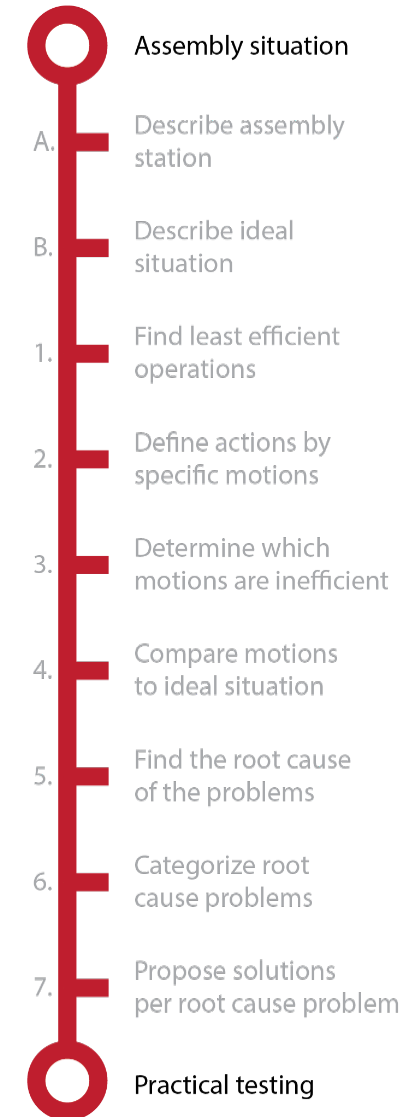 Assembly situation
A. Describe assembly
station
B. Describe ideal
situation
1. Find least efficient
operations
2. Define actions by
specific motions
3. Determine which
motions are inefficient
4. Compare motions
to ideal situation
5. Find the root cause
of the problems
6. Categorize root
cause problems
7. Propose solutions
per root cause problem
Practical testing